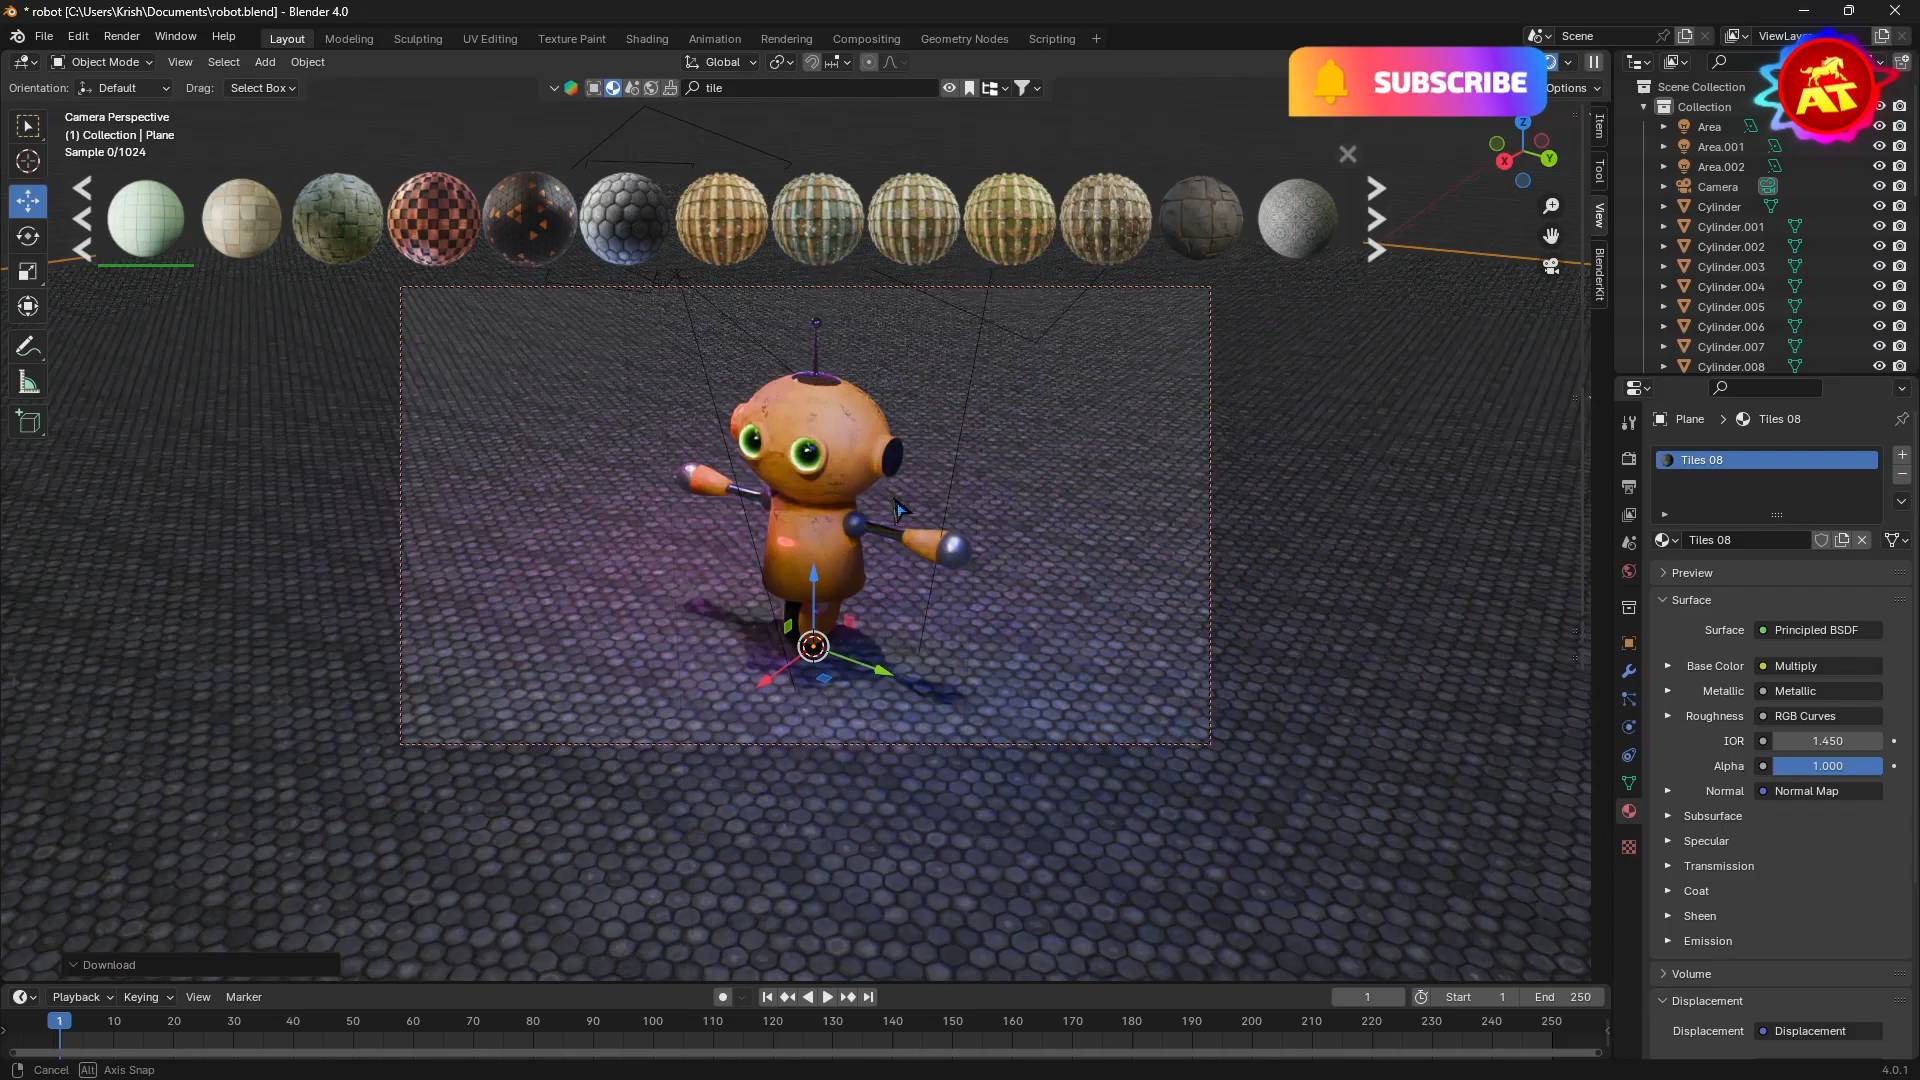 * robot [C:\Users\Krish\Documents\robot.blend] - Blender 4.0
File Edit Render Window Help
Layout Modeling Sculpting UV Editing Texture Paint Shading Animation Rendering Compositing Geometry Nodes Scripting +
Scene
ViewLayer
Object Mode View Select Add Object
Global
Orientation: Default Drag: Select Box
tile
Options
SUBSCRIBE
AT
Camera Perspective
(1) Collection | Plane
Sample 0/1024
Z
X
Y
Item
Tool
View
BlenderKit
Scene Collection
Collection
Area
Area.001
Area.002
Camera
Cylinder
Cylinder.001
Cylinder.002
Cylinder.003
Cylinder.004
Cylinder.005
Cylinder.006
Cylinder.007
Cylinder.008
Plane > Tiles 08
Tiles 08
Tiles 08
Preview
Surface
Surface Principled BSDF
Base Color Multiply
Metallic Metallic
Roughness RGB Curves
IOR 1.450
Alpha 1.000
Normal Normal Map
Subsurface
Specular
Transmission
Coat
Sheen
Emission
Volume
Displacement
Displacement Displacement
Download
Playback Keying View Marker
1 Start 1 End 250
1 10 20 30 40 50 60 70 80 90 100 110 120 130 140 150 160 170 180 190 200 210 220 230 240 250
Cancel Alt Axis Snap
4.0.1